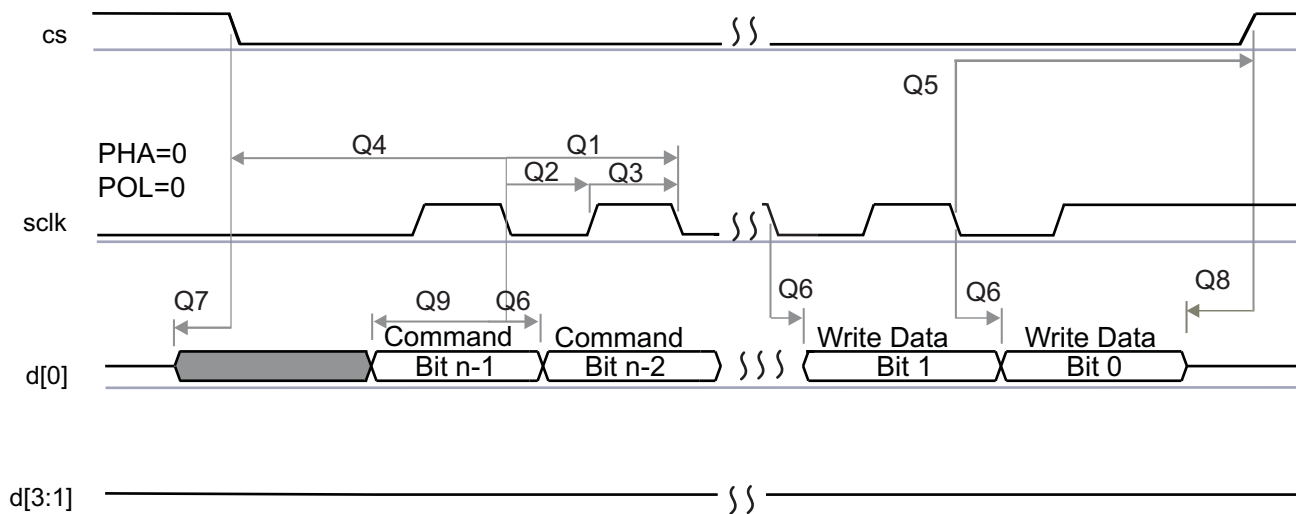 cs
Q5
PHA=0
Q4
Q1
POL=0
Q2
Q3
sclk
Q7
Q9
Q6
Q6
Q6
Q8
Command
Command
Write Data
Write Data
d[0]
Bit n-1
Bit n-2
Bit 1
Bit 0
d[3:1]